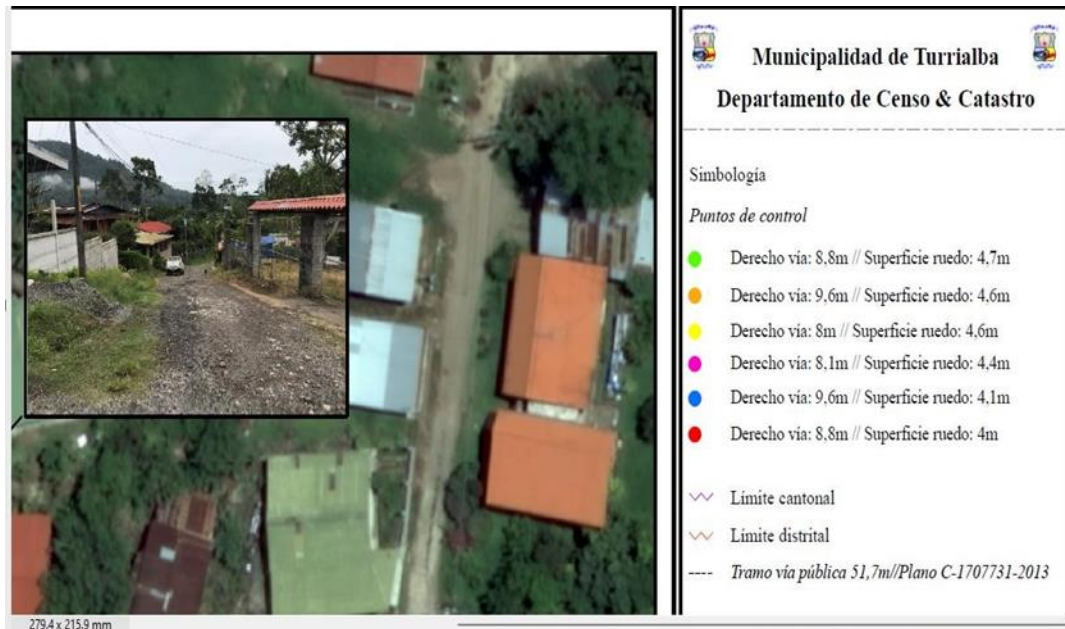 Municipalidad de Turrialba
Departamento de Censo & Catastro
Simbología
Puntos de control
Derecho vía: 8,8m // Superficie ruedo: 4,7m
Derecho vía: 9,6m // Superficie ruedo: 4,6m
Derecho vía: 8m // Superficie ruedo: 4,6m
Derecho vía: 8,1m // Superficie ruedo: 4,4m
Derecho vía: 9,6m // Superficie ruedo: 4,1m
Derecho vía: 8,8m // Superficie ruedo: 4m
Límite cantonal
Límite distrital
Tramo vía pública 51,7m//Plano C-1707731-2013
279.4 x 215.9 mm